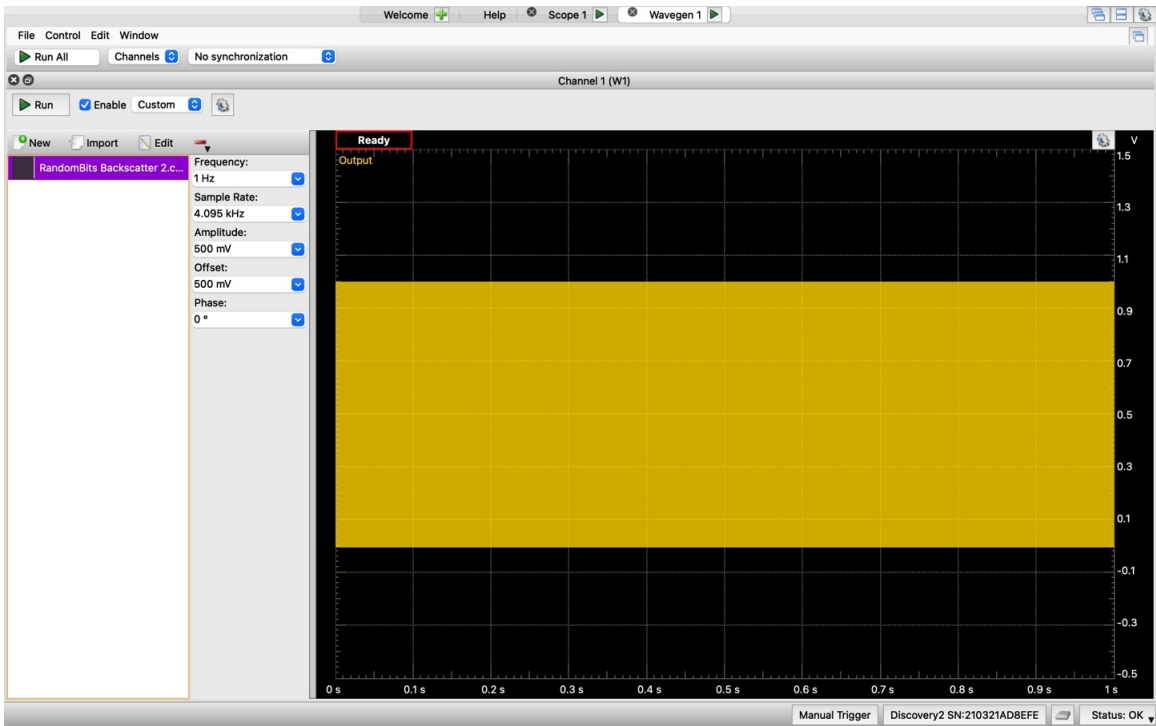 Welcome Help Scope 1 Wavegen 1
File Control Edit Window
Run All Channels No synchronization
Channel 1 (W1)
Run Enable Custom
New Import Edit
RandomBits Backscatter 2.c...
Frequency:
1 Hz
Sample Rate:
4.095 kHz
Amplitude:
500 mV
Offset:
500 mV
Phase:
0 °
Ready
V
Output
1.5
1.3
1.1
0.9
0.7
0.5
0.3
0.1
-0.1
-0.3
-0.5
0 s 0.1 s 0.2 s 0.3 s 0.4 s 0.5 s 0.6 s 0.7 s 0.8 s 0.9 s 1 s
Manual Trigger Discovery2 SN:210321AD8EFE Status: OK